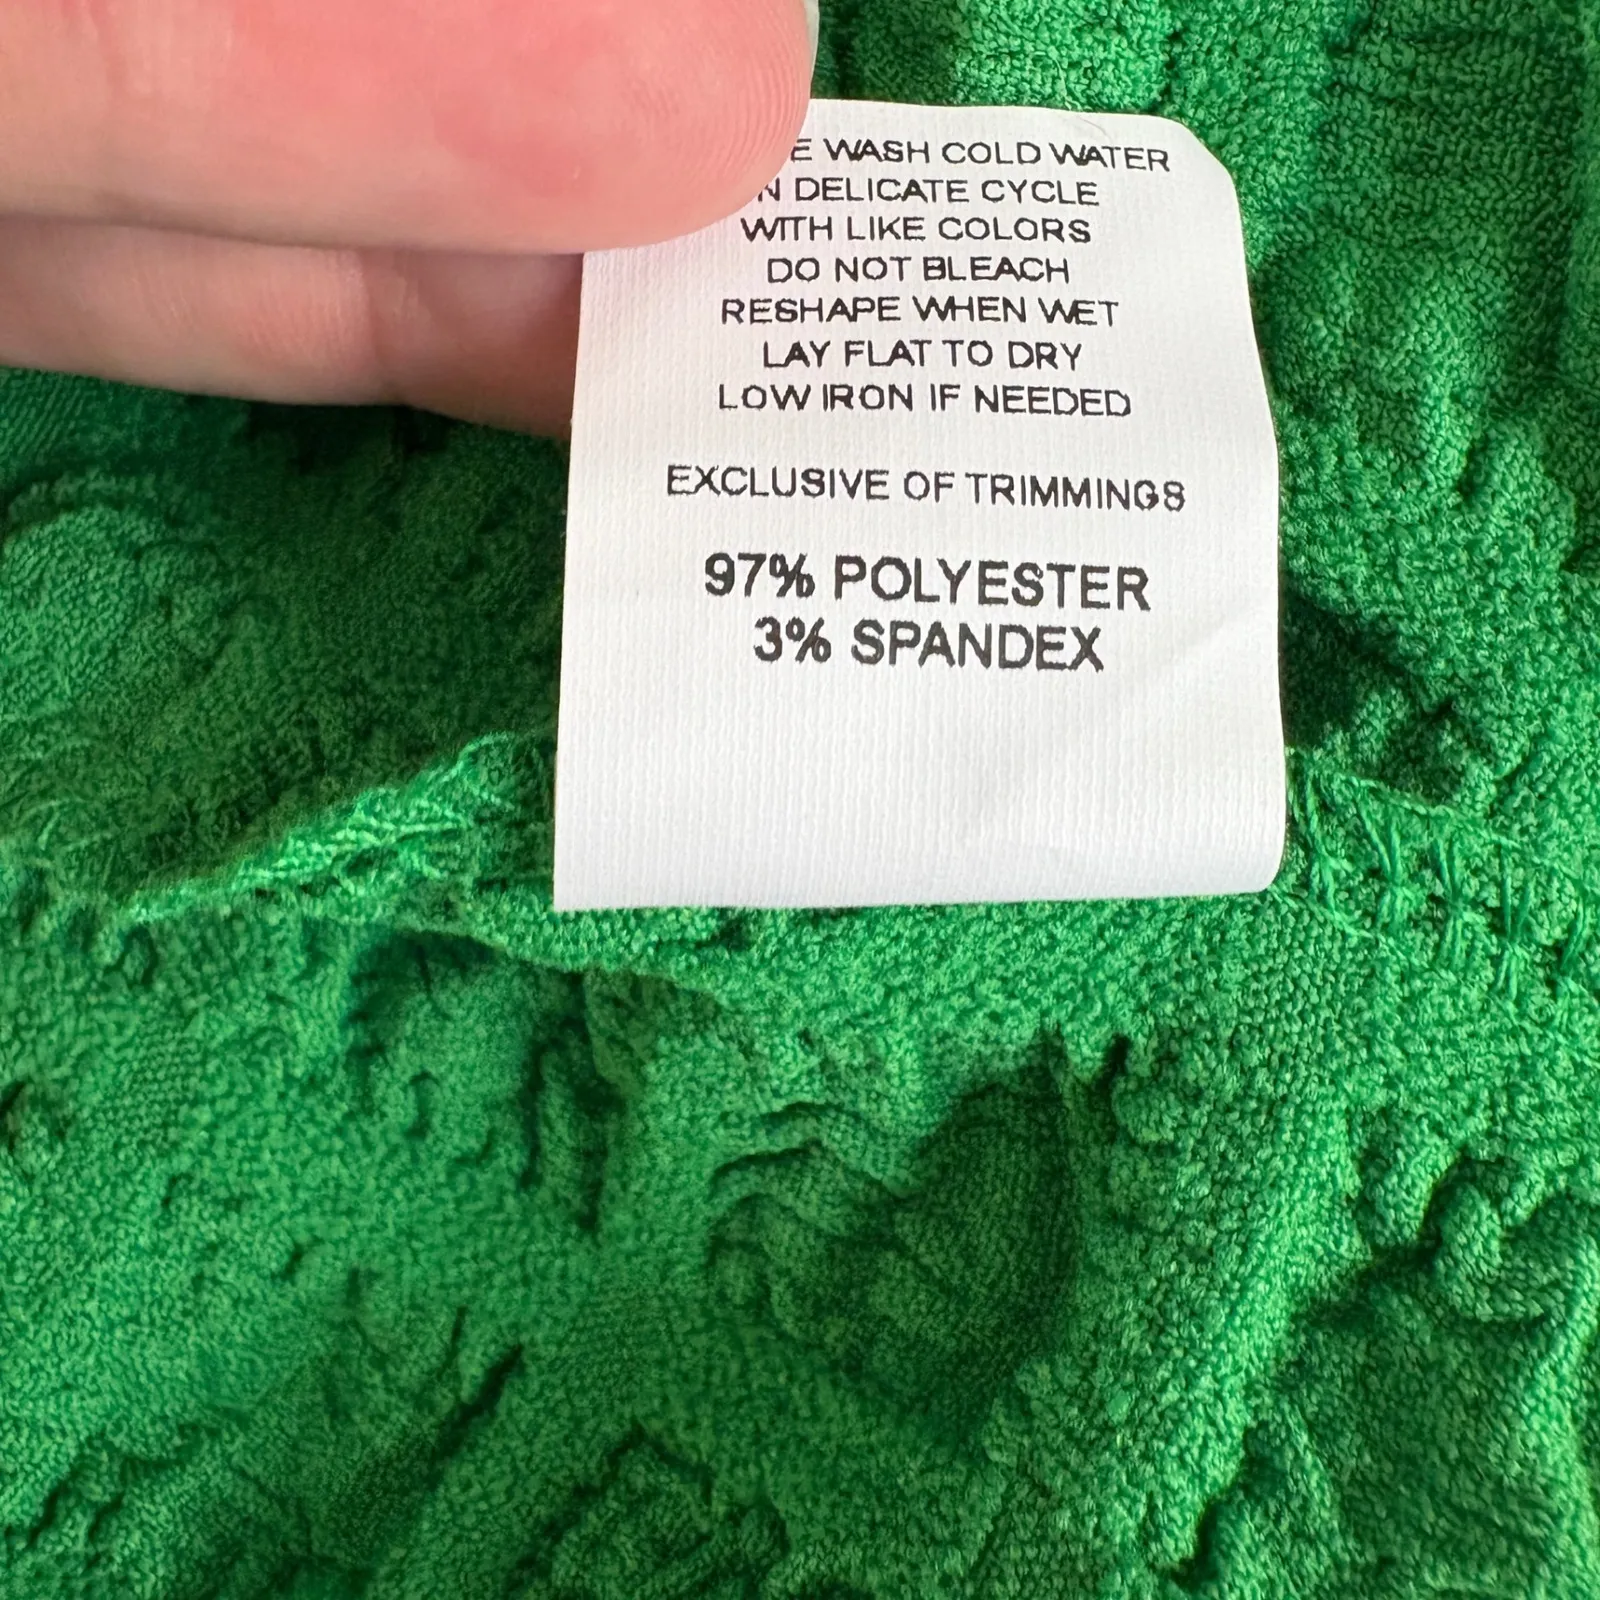 WASH COLD WATER
DELICATE CYCLE
WITH LIKE COLORS
DO NOT BLEACH
RESHAPE WHEN WET
LAY FLAT TO DRY
LOW IRON IF NEEDED
EXCLUSIVE OF TRIMMINGS
97% POLYESTER
3% SPANDEX